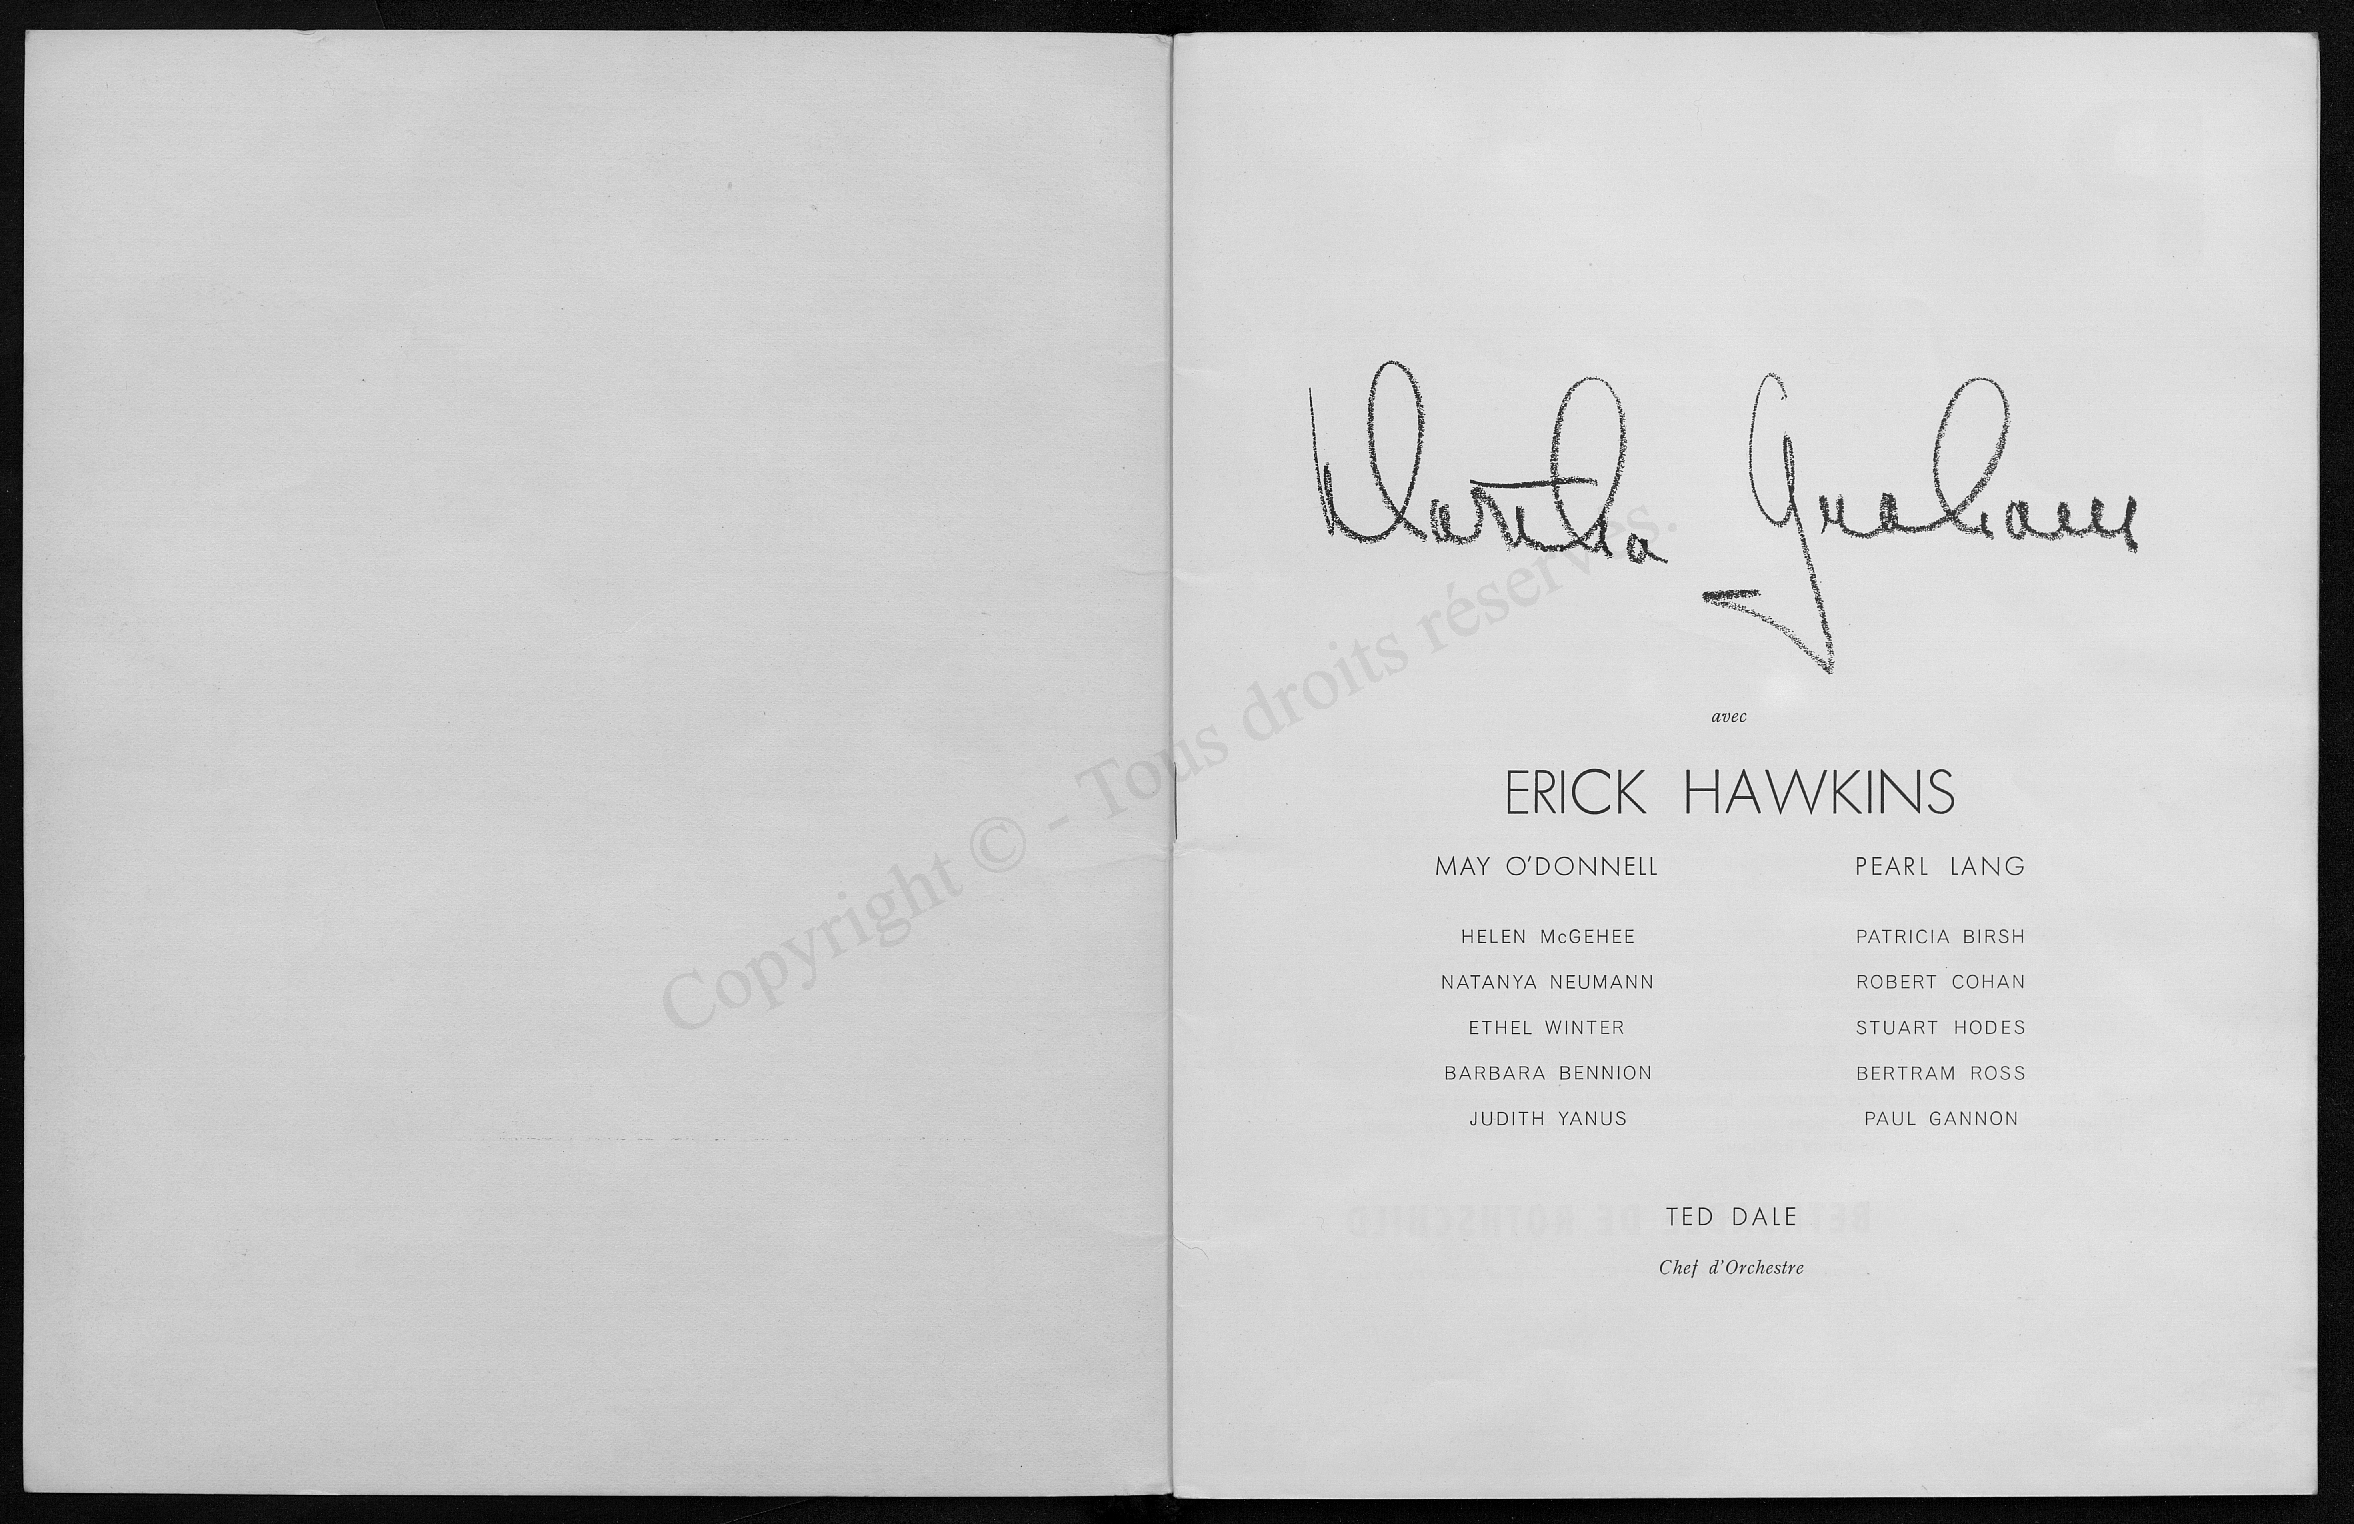 Martha Graham
avec
ERICK HAWKINS
MAY O'DONNELL PEARL LANG
HELEN McGEHEE PATRICIA BIRSH
NATANYA NEUMANN ROBERT COHAN
ETHEL WINTER STUART HODES
BARBARA BENNION BERTRAM ROSS
JUDITH YANUS PAUL GANNON
TED DALE
Chef d'Orchestre
Copyright © - Tous droits réservés.